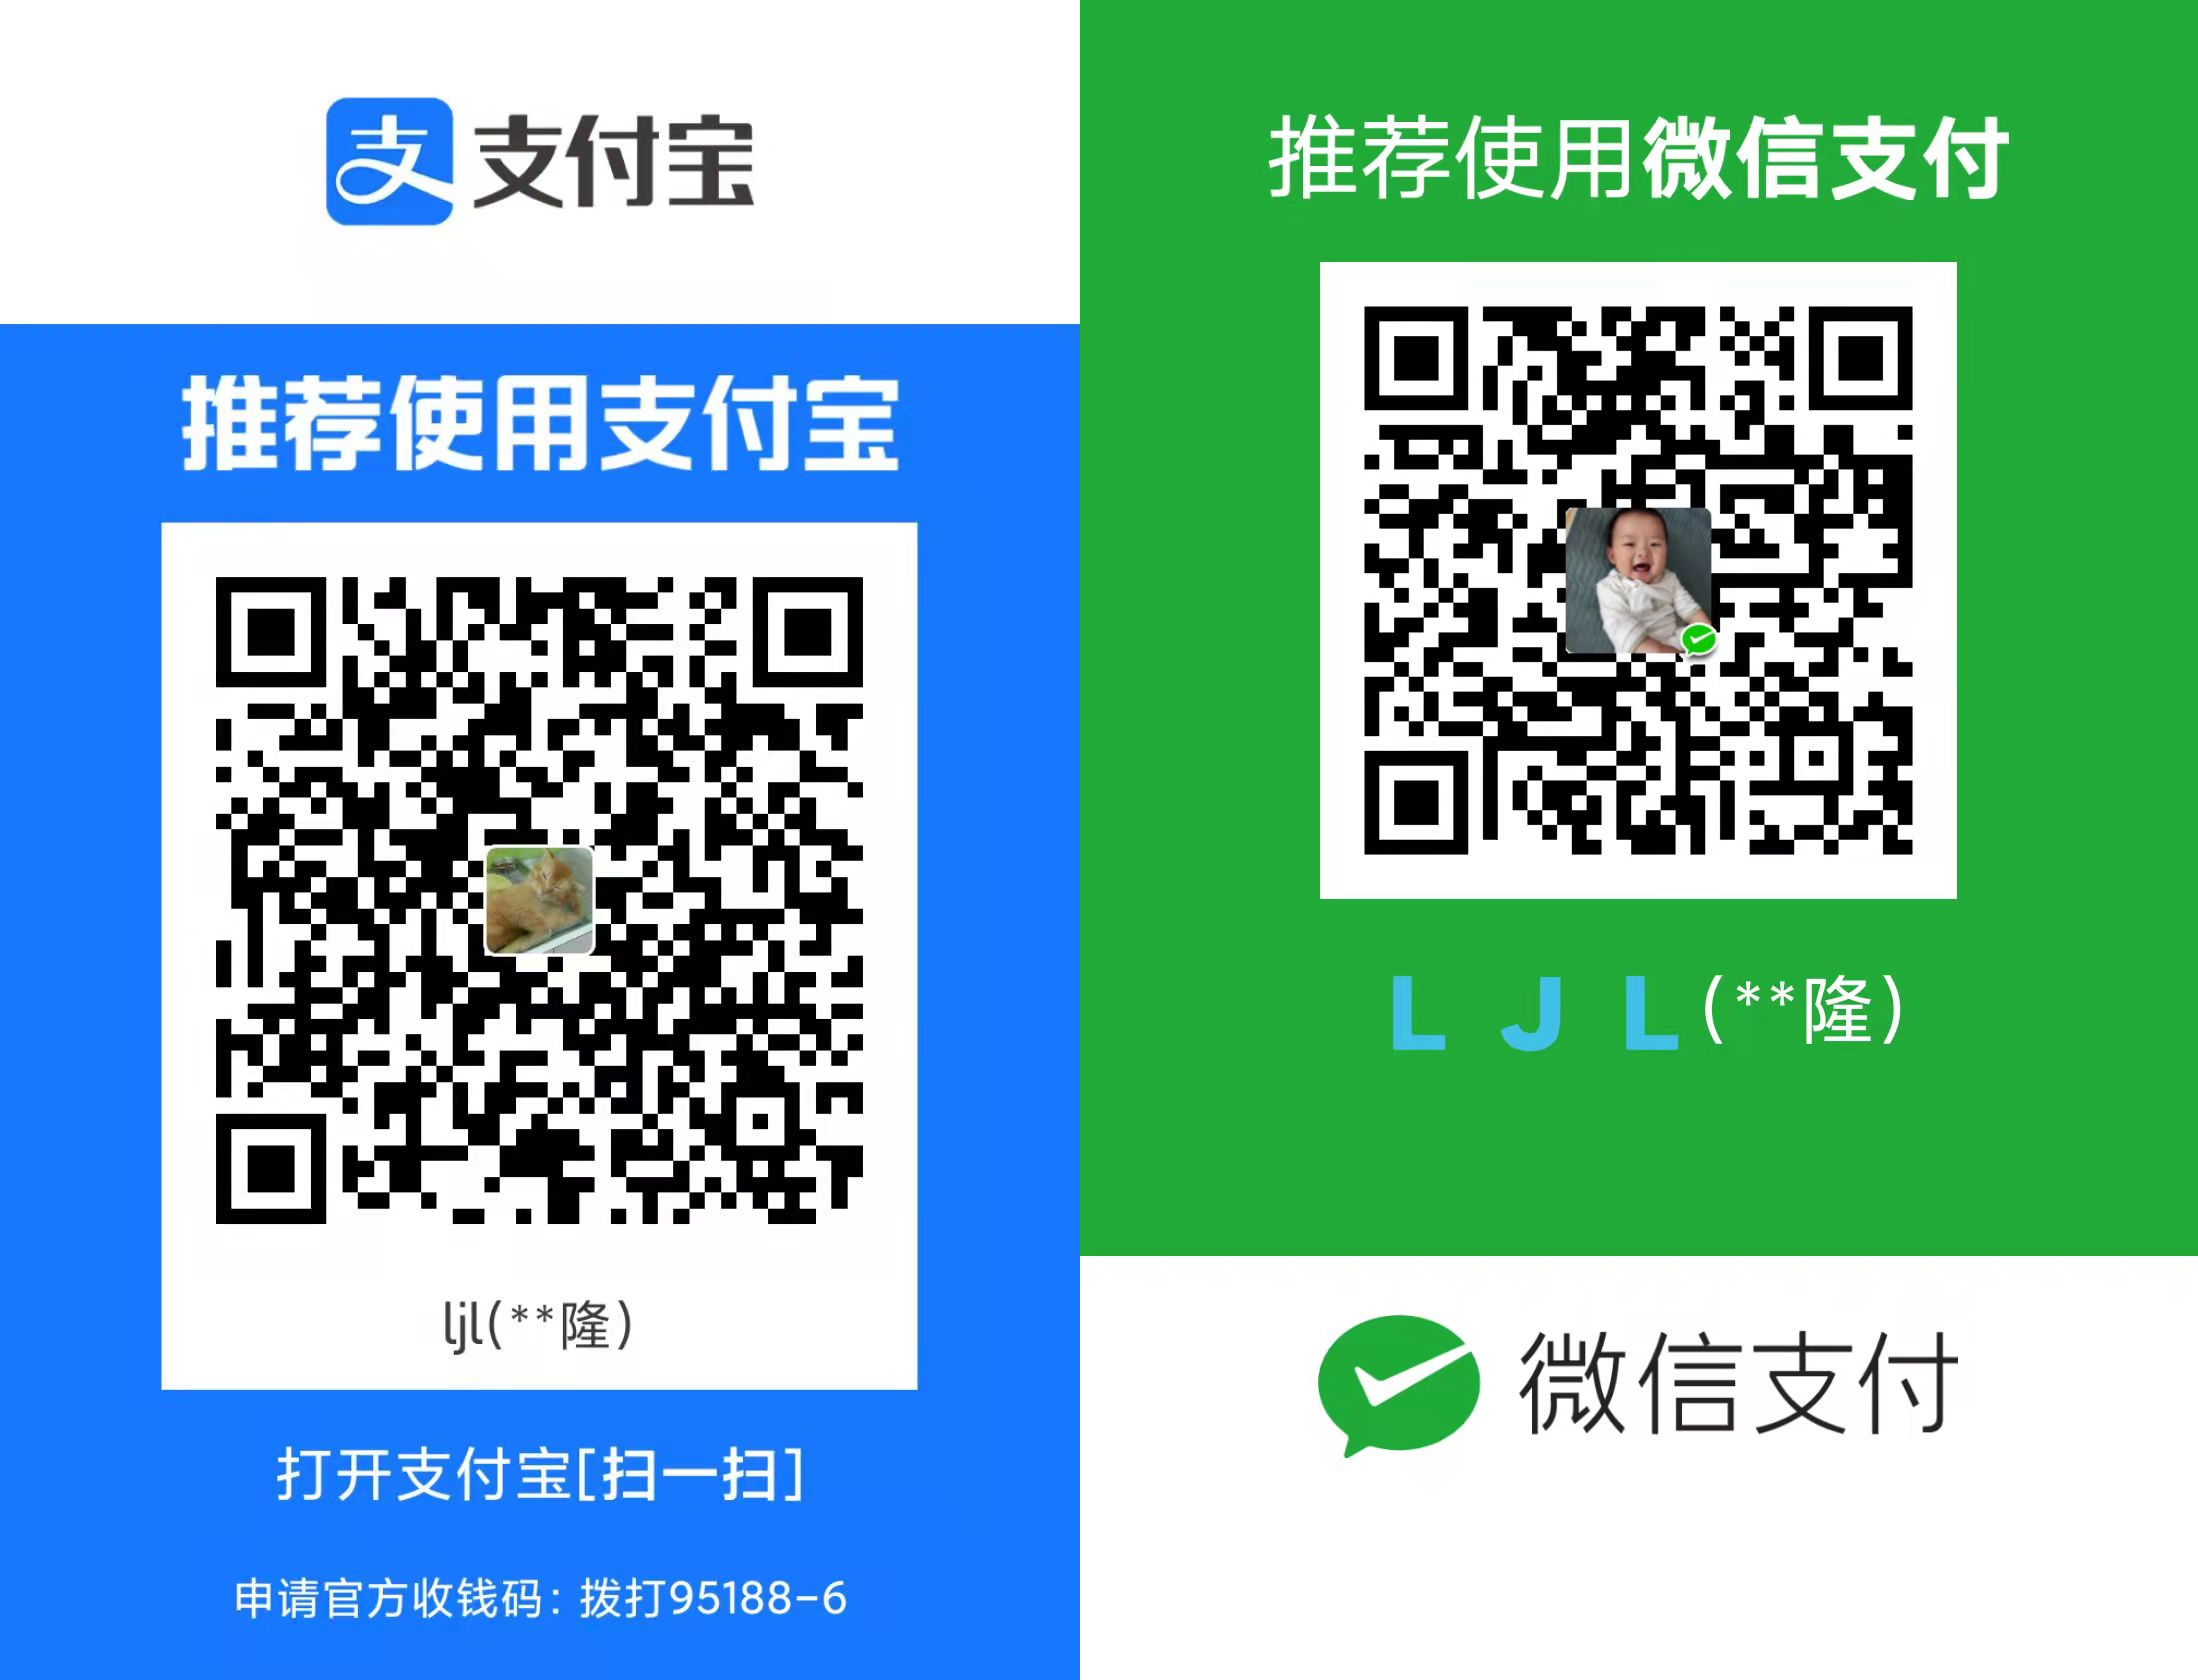 支付宝
推荐使用支付宝
ljl(**隆)
打开支付宝[扫一扫]
申请官方收钱码：拨打95188-6
推荐使用微信支付
L J L(**隆)
微信支付